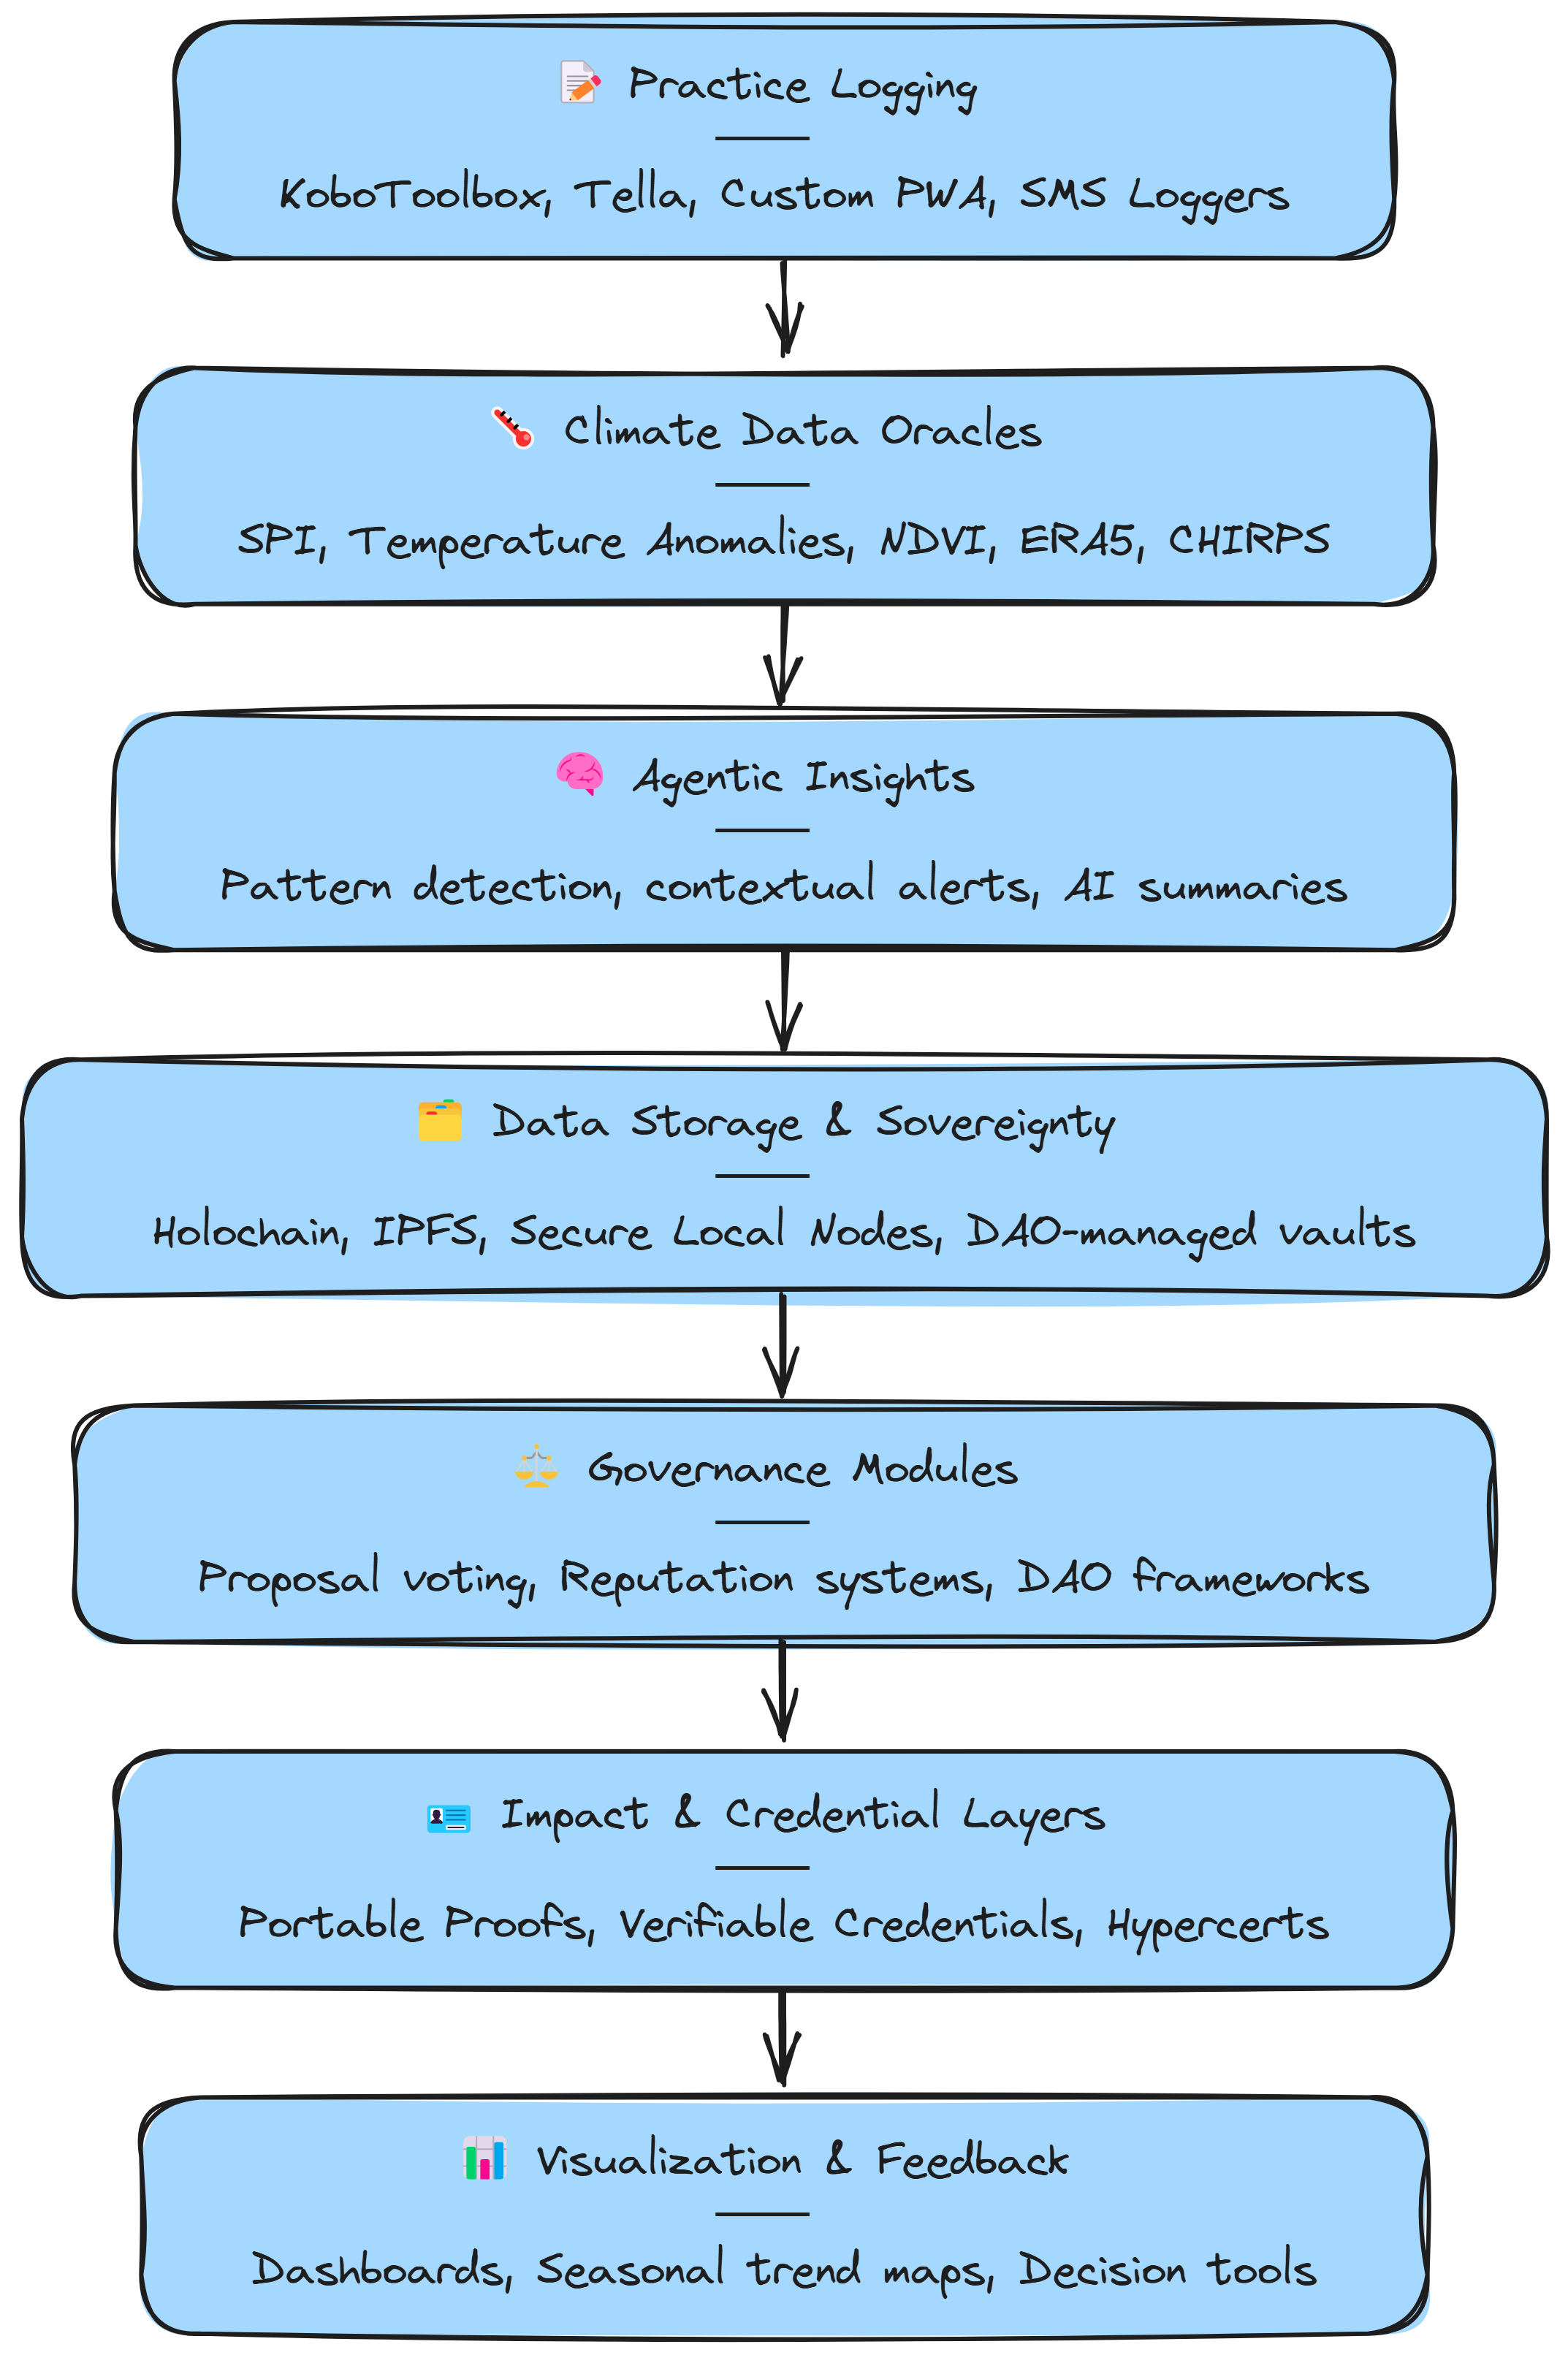 Practice Logging
KoboToolbox, Tella, Custom PWA, SMS Loggers
Climate Data Oracles
SPI, Temperature Anomalies, NDVI, ERA5, CHIRPS
Agentic Insights
Pattern detection, contextual alerts, AI summaries
Data Storage & Sovereignty
Holochain, IPFS, Secure Local Nodes, DAO-managed vaults
Governance Modules
Proposal voting, Reputation systems, DAO frameworks
Impact & Credential Layers
Portable Proofs, Verifiable Credentials, Hypercerts
Visualization & Feedback
Dashboards, Seasonal trend maps, Decision tools